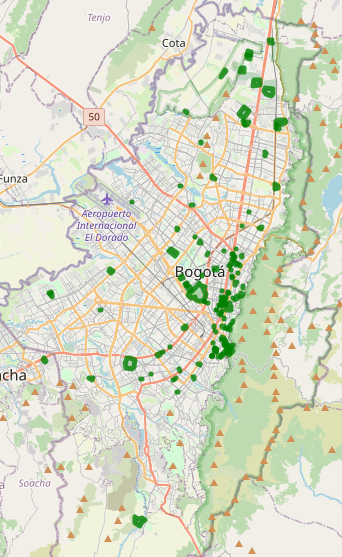 Tenjo
Cota
50
Funza
Aeropuerto
Internacional
El Dorado
Bogotá
acha
Soacha